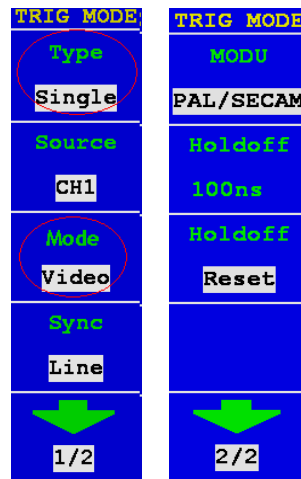 TRIG MODE
Type
Single
Source
CH1
Mode
Video
Sync
Line
1/2
TRIG MODE
MODU
PAL/SECAM
Holdoff
100ns
Holdoff
Reset
2/2